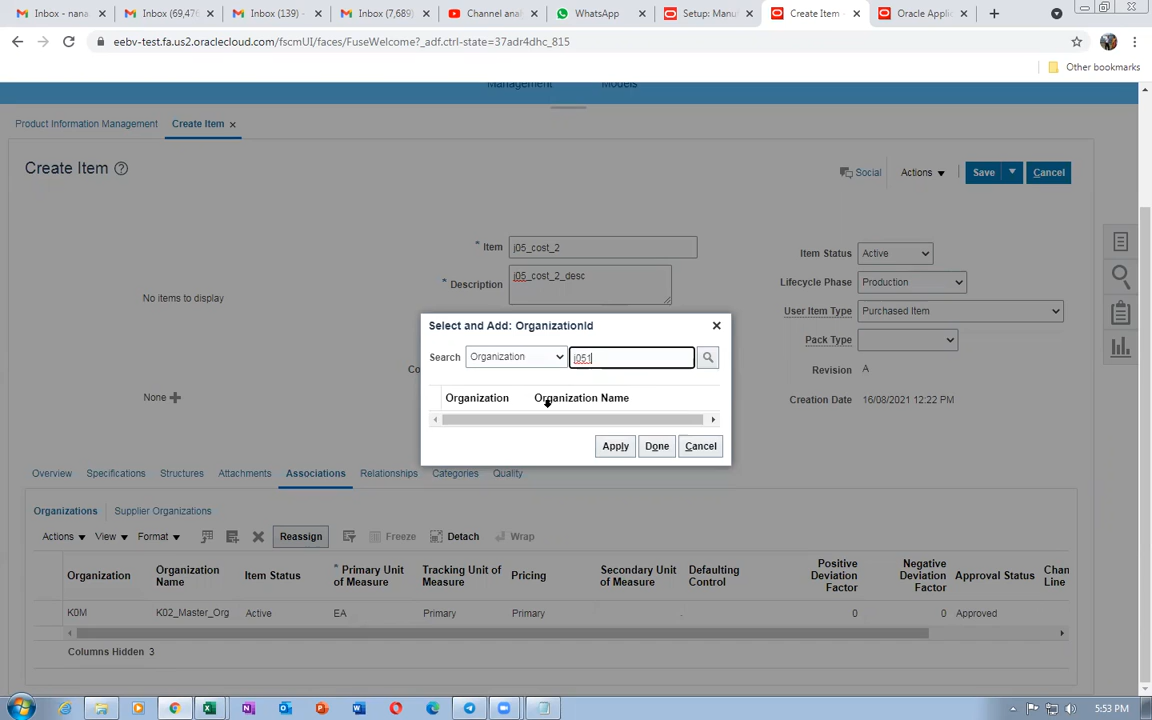 Inbox (69,476
Inbox (139) -
Inbox (7,689)
Channel anal
WhatsApp
Setup: Manuf
Create Item -
Oracle Applic
eebv-test.fa.us2.oraclecloud.com/fscmUI/faces/FuseWelcome?_adf.ctrl-state=37adr4dhc_815
Other bookmarks
Management
Models
Product Information Management
Create Item
Create Item
Social
Actions
Save
Cancel
* Item
j05_cost_2
Item Status
Active
* Description
j05_cost_2_desc
Lifecycle Phase
Production
No items to display
User Item Type
Purchased Item
Select and Add: OrganizationId
Pack Type
Search
Organization
j051
Revision
A
None
Organization
Organization Name
Creation Date
16/08/2021 12:22 PM
Apply
Done
Cancel
Overview
Specifications
Structures
Attachments
Associations
Relationships
Categories
Quality
Organizations
Supplier Organizations
Actions
View
Format
Reassign
Freeze
Detach
Wrap
Organization
Organization Name
Item Status
* Primary Unit of Measure
Tracking Unit of Measure
Pricing
Secondary Unit of Measure
Defaulting Control
Positive Deviation Factor
Negative Deviation Factor
Approval Status
Chan Line
K0M
K02_Master_Org
Active
EA
Primary
Primary
0
0
Approved
Columns Hidden 3
5:53 PM